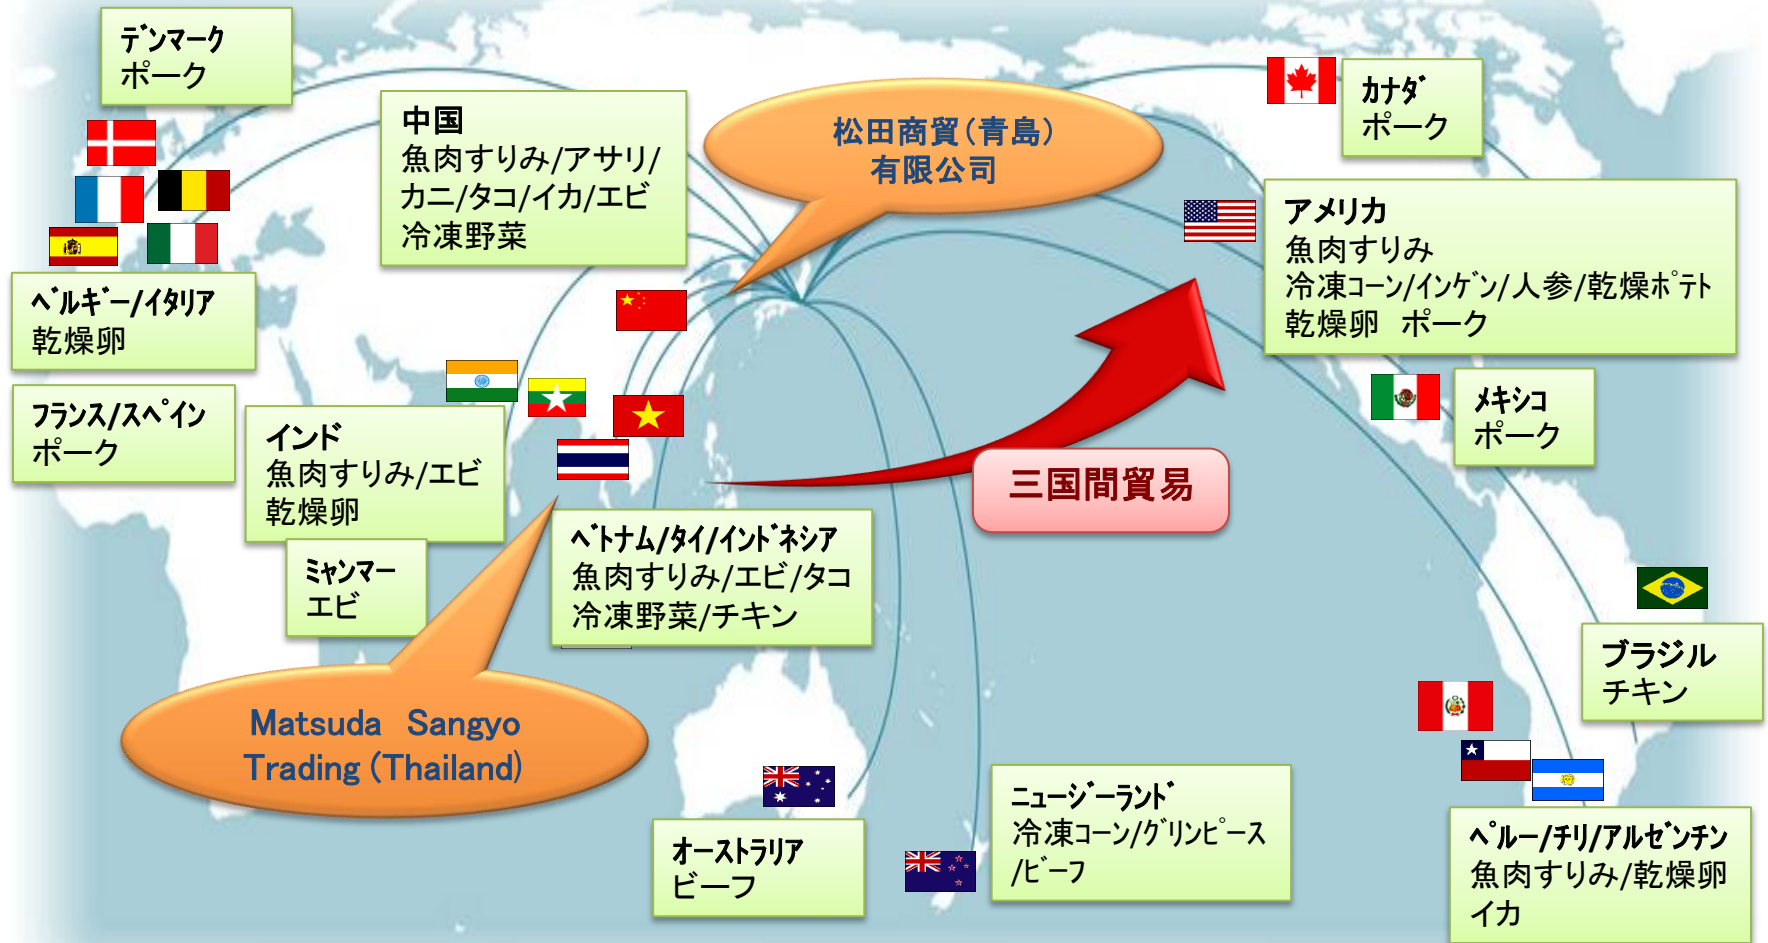 デンマーク
ポーク
中国
魚肉すりみ/アサリ/
カニ/タコ/イカ/エビ
冷凍野菜
松田商貿(青島)
有限公司
カナダ
ポーク
アメリカ
魚肉すりみ
冷凍コーン/インゲン/人参/乾燥ポテト
乾燥卵　ポーク
ベルギー/イタリア
乾燥卵
フランス/スペイン
ポーク
インド
魚肉すりみ/エビ
乾燥卵
メキシコ
ポーク
三国間貿易
ミャンマー
エビ
ベトナム/タイ/インドネシア
魚肉すりみ/エビ/タコ
冷凍野菜/チキン
ブラジル
チキン
Matsuda　Sangyo
Trading (Thailand)
オーストラリア
ビーフ
ニュージーランド
冷凍コーン/グリンピース
/ビーフ
ペルー/チリ/アルゼンチン
魚肉すりみ/乾燥卵
イカ